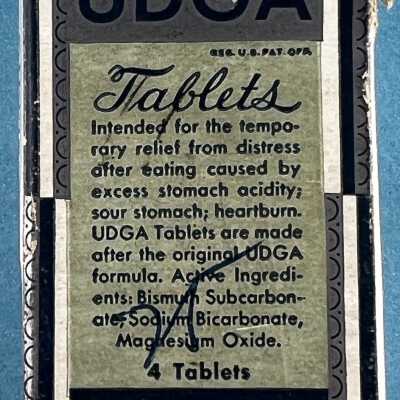 UDGA
REG. U.S. PAT. OFF.
Tablets
Intended for the tempo-
rary relief from distress
after eating caused by
excess stomach acidity;
sour stomach; heartburn.
UDGA Tablets are made
after the original UDGA
formula. Active Ingredi-
ents: Bismuth Subcarbon-
ate, Sodium Bicarbonate,
Magnesium Oxide.
4 Tablets